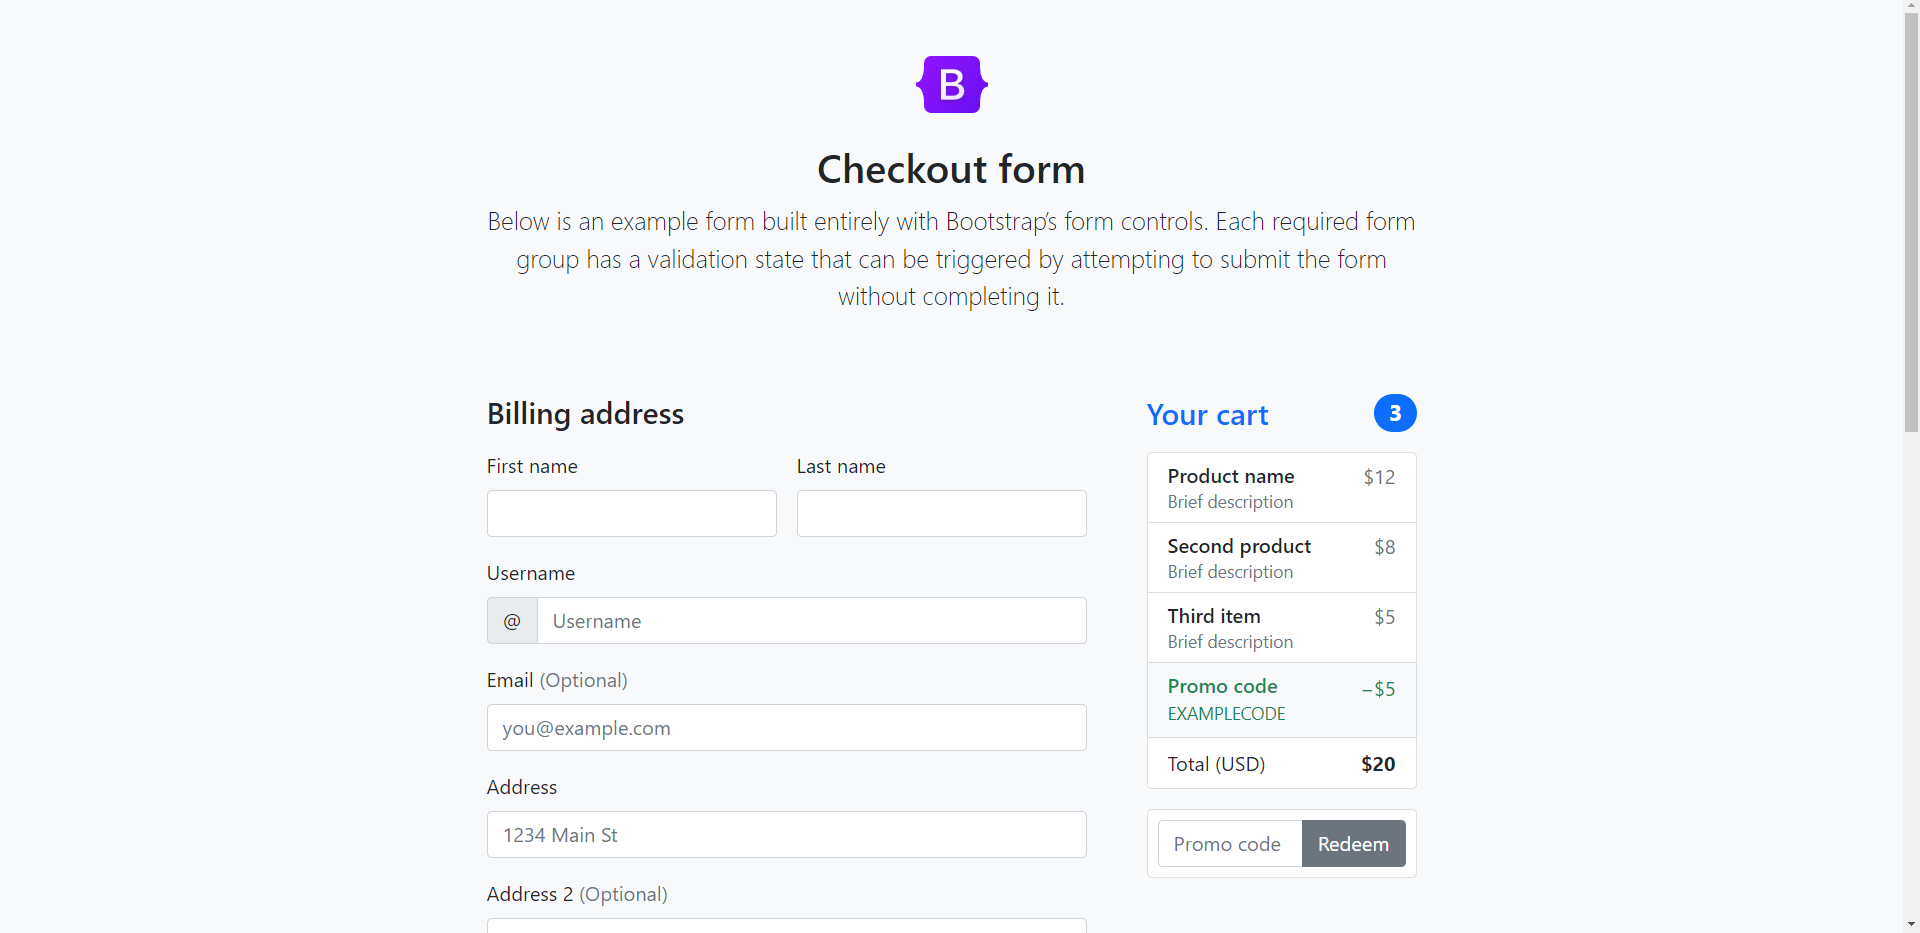 B
Checkout form
Below is an example form built entirely with Bootstrap’s form controls. Each required form
group has a validation state that can be triggered by attempting to submit the form
without completing it.
Billing address
First name
Last name
Username
@
Username
Email (Optional)
you@example.com
Address
1234 Main St
Address 2 (Optional)
Your cart
3
Product name
$12
Brief description
Second product
$8
Brief description
Third item
$5
Brief description
Promo code
−$5
EXAMPLECODE
Total (USD)
$20
Promo code
Redeem